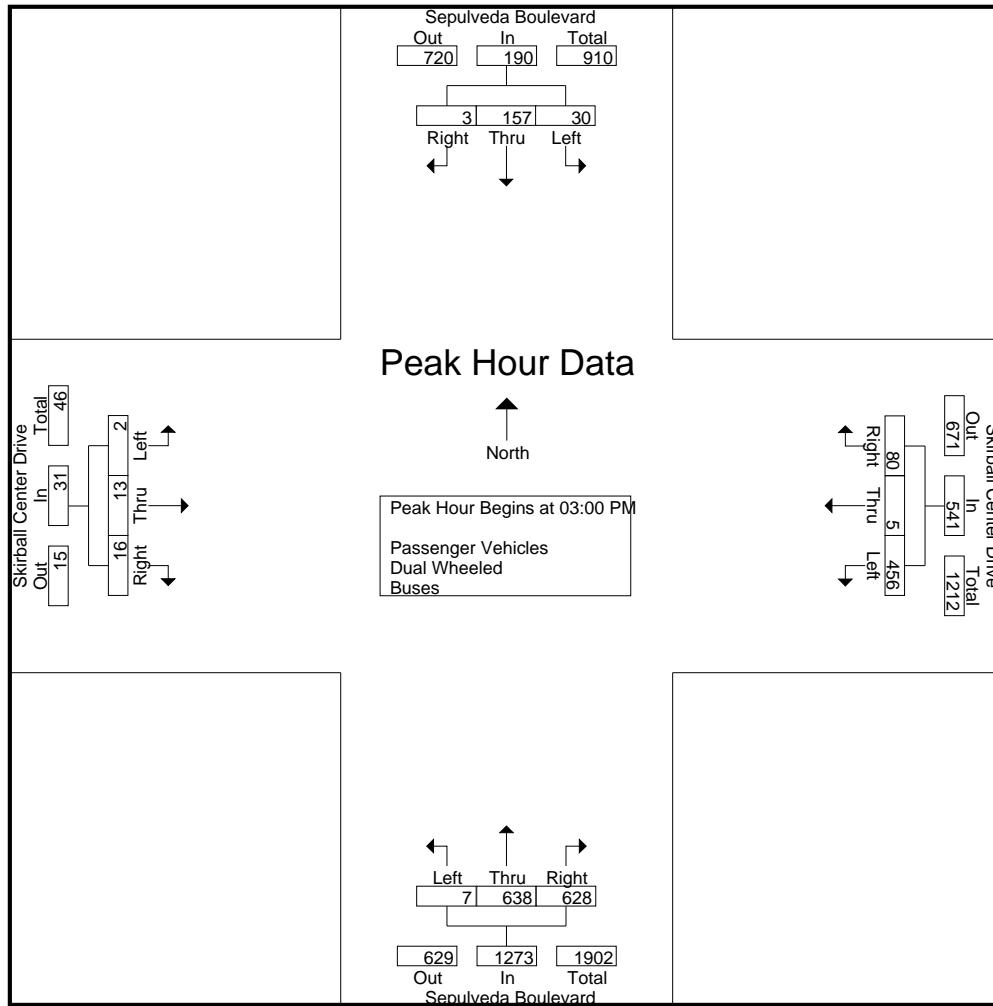 Sepulveda Boulevard
Out In Total
720 190 910
3 157 30
Right Thru Left
Peak Hour Data
North
Peak Hour Begins at 03:00 PM
Passenger Vehicles
Dual Wheeled
Buses
Skirball Center Drive
Out In Total
15 31 46
Left Thru Right
2 13 16
Skirball Center Drive
Out In Total
671 541 1212
Right Thru Left
80 5 456
Left Thru Right
7 638 628
629 1273 1902
Out In Total
Sepulveda Boulevard